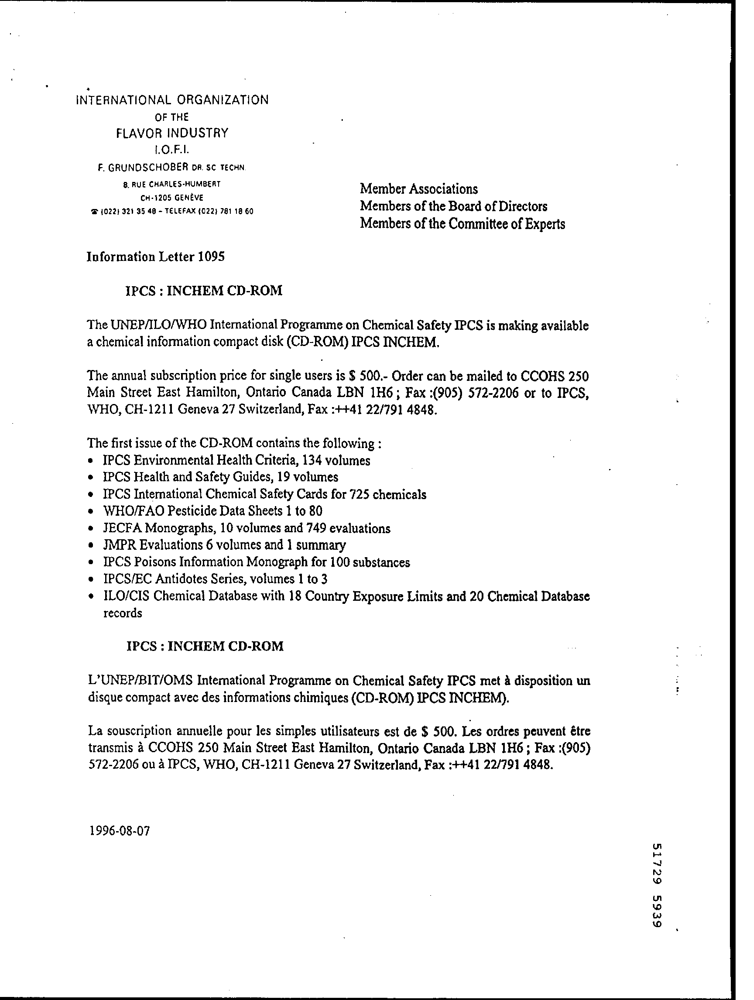 INTERNATIONAL ORGANIZATION
OF THE
FLAVOR INDUSTRY
I.O.F.I.
F. GRUNDSCHOBER DR. SC TECHN
8, RUE CHARLES-HUMBERT
CH-1205 GENÈVE
☎ (022) 321 35 48 – TELEFAX (022) 781 18 60
Member Associations
Members of the Board of Directors
Members of the Committee of Experts
Information Letter 1095
IPCS : INCHEM CD-ROM
The UNEP/ILO/WHO International Programme on Chemical Safety IPCS is making available
a chemical information compact disk (CD-ROM) IPCS INCHEM.
The annual subscription price for single users is $ 500.- Order can be mailed to CCOHS 250
Main Street East Hamilton, Ontario Canada LBN 1H6 ; Fax :(905) 572-2206 or to IPCS,
WHO, CH-1211 Geneva 27 Switzerland, Fax :++41 22/791 4848.
The first issue of the CD-ROM contains the following :
• IPCS Environmental Health Criteria, 134 volumes
• IPCS Health and Safety Guides, 19 volumes
• IPCS International Chemical Safety Cards for 725 chemicals
• WHO/FAO Pesticide Data Sheets 1 to 80
• JECFA Monographs, 10 volumes and 749 evaluations
• JMPR Evaluations 6 volumes and 1 summary
• IPCS Poisons Information Monograph for 100 substances
• IPCS/EC Antidotes Series, volumes 1 to 3
• ILO/CIS Chemical Database with 18 Country Exposure Limits and 20 Chemical Database
records
IPCS : INCHEM CD-ROM
L'UNEP/BIT/OMS International Programme on Chemical Safety IPCS met à disposition un
disque compact avec des informations chimiques (CD-ROM) IPCS INCHEM).
La souscription annuelle pour les simples utilisateurs est de $ 500. Les ordres peuvent être
transmis à CCOHS 250 Main Street East Hamilton, Ontario Canada LBN 1H6 ; Fax :(905)
572-2206 ou à IPCS, WHO, CH-1211 Geneva 27 Switzerland, Fax :++41 22/791 4848.
1996-08-07
51729 5939